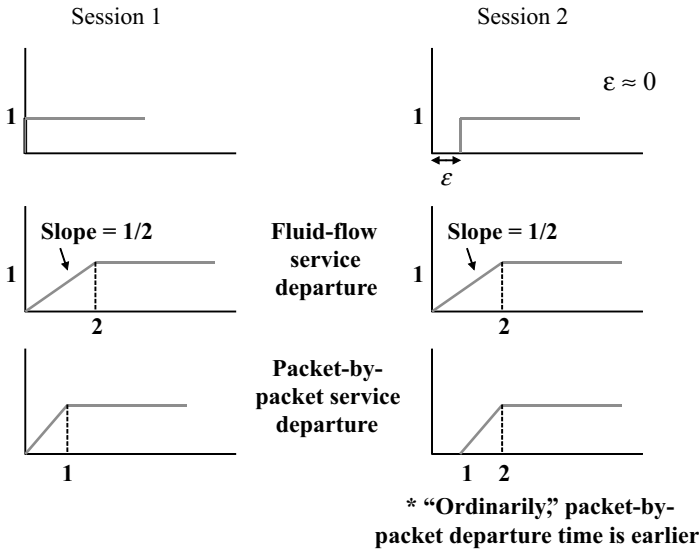 Session 1
Session 2
1
1
ε ≈ 0
ε
Slope = 1/2
Fluid-flow
service
departure
Slope = 1/2
1
1
2
2
Packet-by-
packet service
departure
1
1 2
* “Ordinarily,” packet-by-
packet departure time is earlier